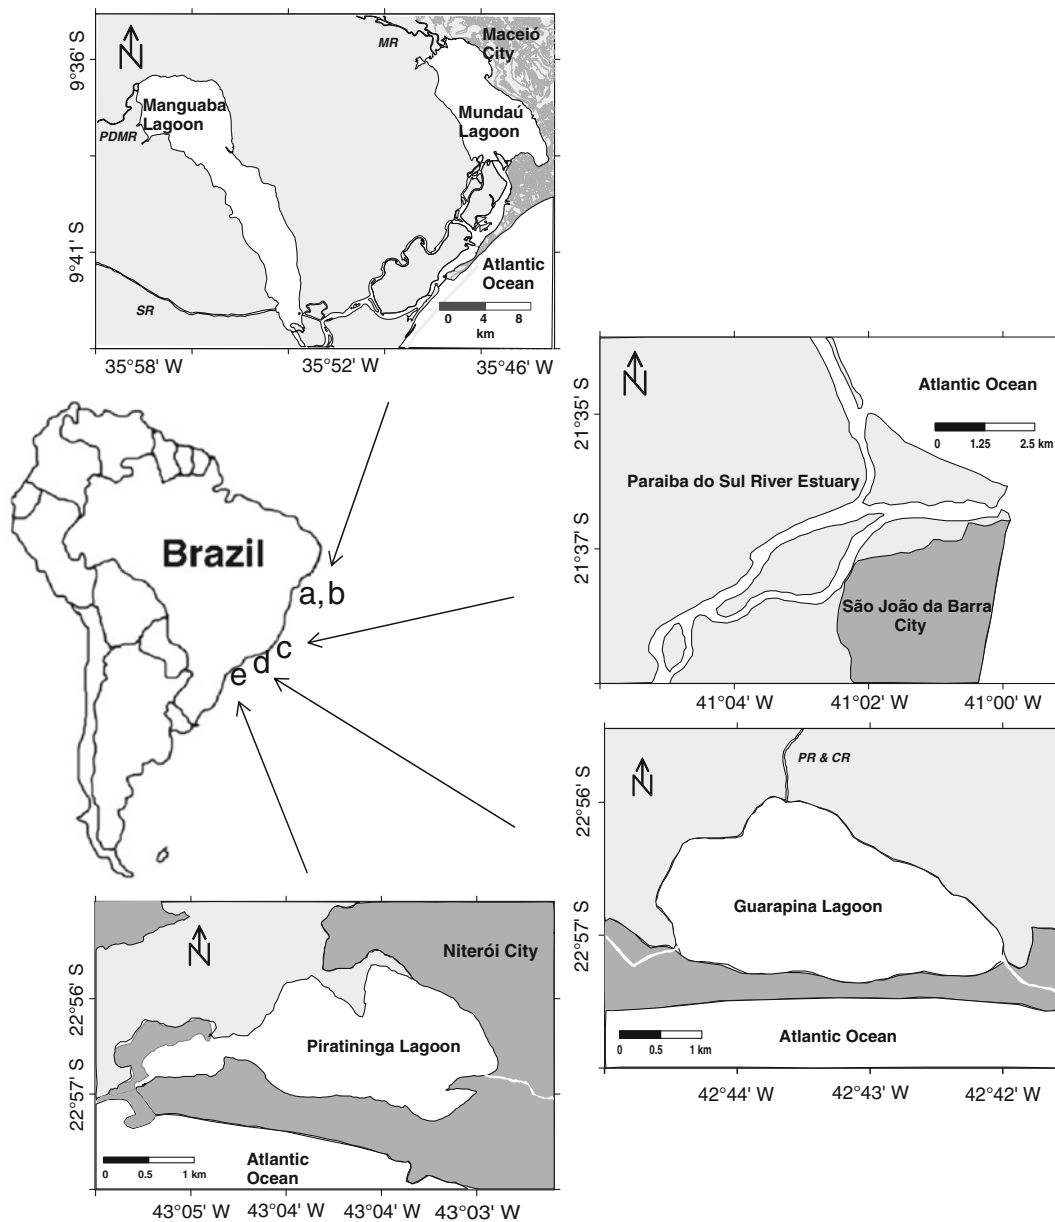 9°36' S
9°41' S
N
MR
Maceió
City
Manguaba
Lagoon
Mundaú
Lagoon
PDMR
SR
Atlantic
Ocean
0 4 8
km
35°58' W 35°52' W 35°46' W
Brazil
a,b
c
d
e
21°35' S
21°37' S
N
Atlantic Ocean
0 1.25 2.5 km
Paraiba do Sul River Estuary
São João da Barra
City
41°04' W 41°02' W 41°00' W
22°56' S
22°57' S
N
PR & CR
Guarapina Lagoon
Atlantic Ocean
0 0.5 1 km
42°44' W 42°43' W 42°42' W
22°56' S
22°57' S
N
Niterói City
Piratininga Lagoon
Atlantic
Ocean
0 0.5 1 km
43°05' W 43°04' W 43°04' W 43°03' W